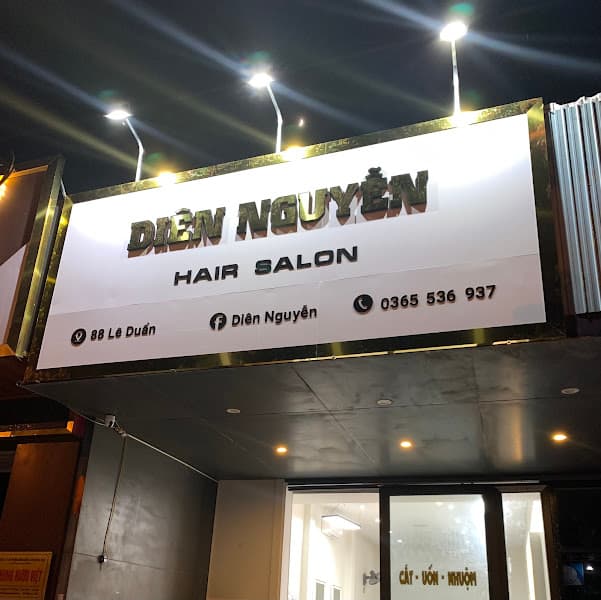 DIÊN NGUYỄN
HAIR SALON
88 Lê Duẩn
Diên Nguyễn
0365 536 937
CẮT - UỐN - NHUỘM